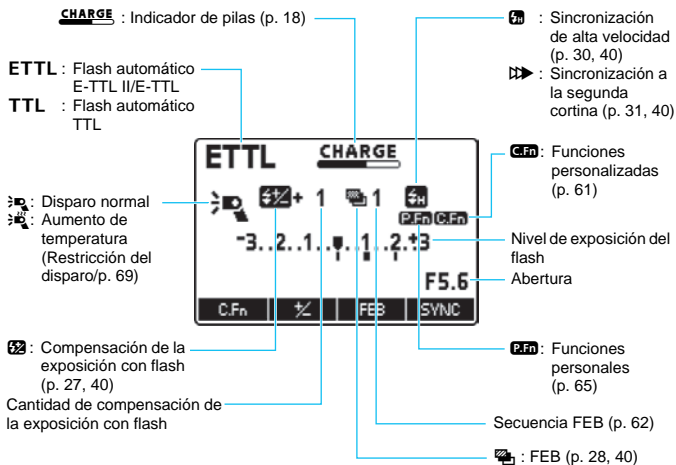 CHARGE : Indicador de pilas (p. 18)
ETTL : Flash automático
E-TTL II/E-TTL
TTL : Flash automático
TTL
: Sincronización
de alta velocidad
(p. 30, 40)
: Sincronización a
la segunda
cortina (p. 31, 40)
C.Fn : Funciones
personalizadas
(p. 61)
: Disparo normal
: Aumento de
temperatura
(Restricción del
disparo/p. 69)
ETTL CHARGE
+ 1 1 H
P.Fn C.Fn
-3..2..1..0..1..2.+3
F5.6
C.Fn +/- FEB SYNC
Nivel de exposición del
flash
Abertura
: Compensación de la
exposición con flash
(p. 27, 40)
Cantidad de compensación de
la exposición con flash
P.Fn : Funciones
personales
(p. 65)
Secuencia FEB (p. 62)
: FEB (p. 28, 40)